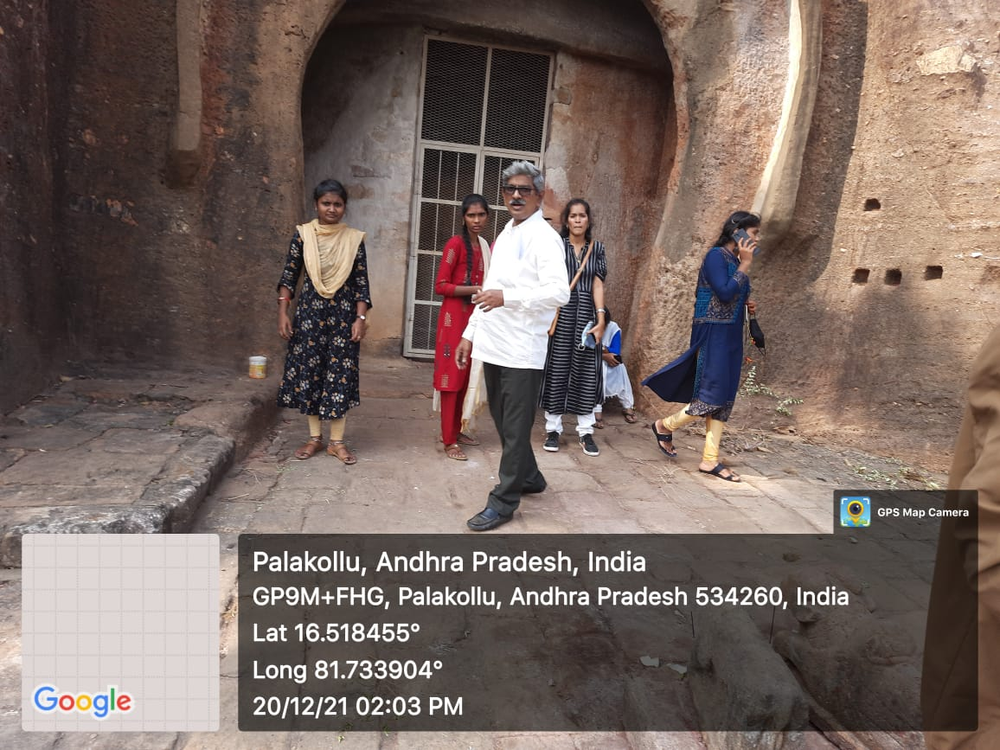 GPS Map Camera
Palakollu, Andhra Pradesh, India
GP9M+FHG, Palakollu, Andhra Pradesh 534260, India
Lat 16.518455°
Long 81.733904°
20/12/21 02:03 PM
Google